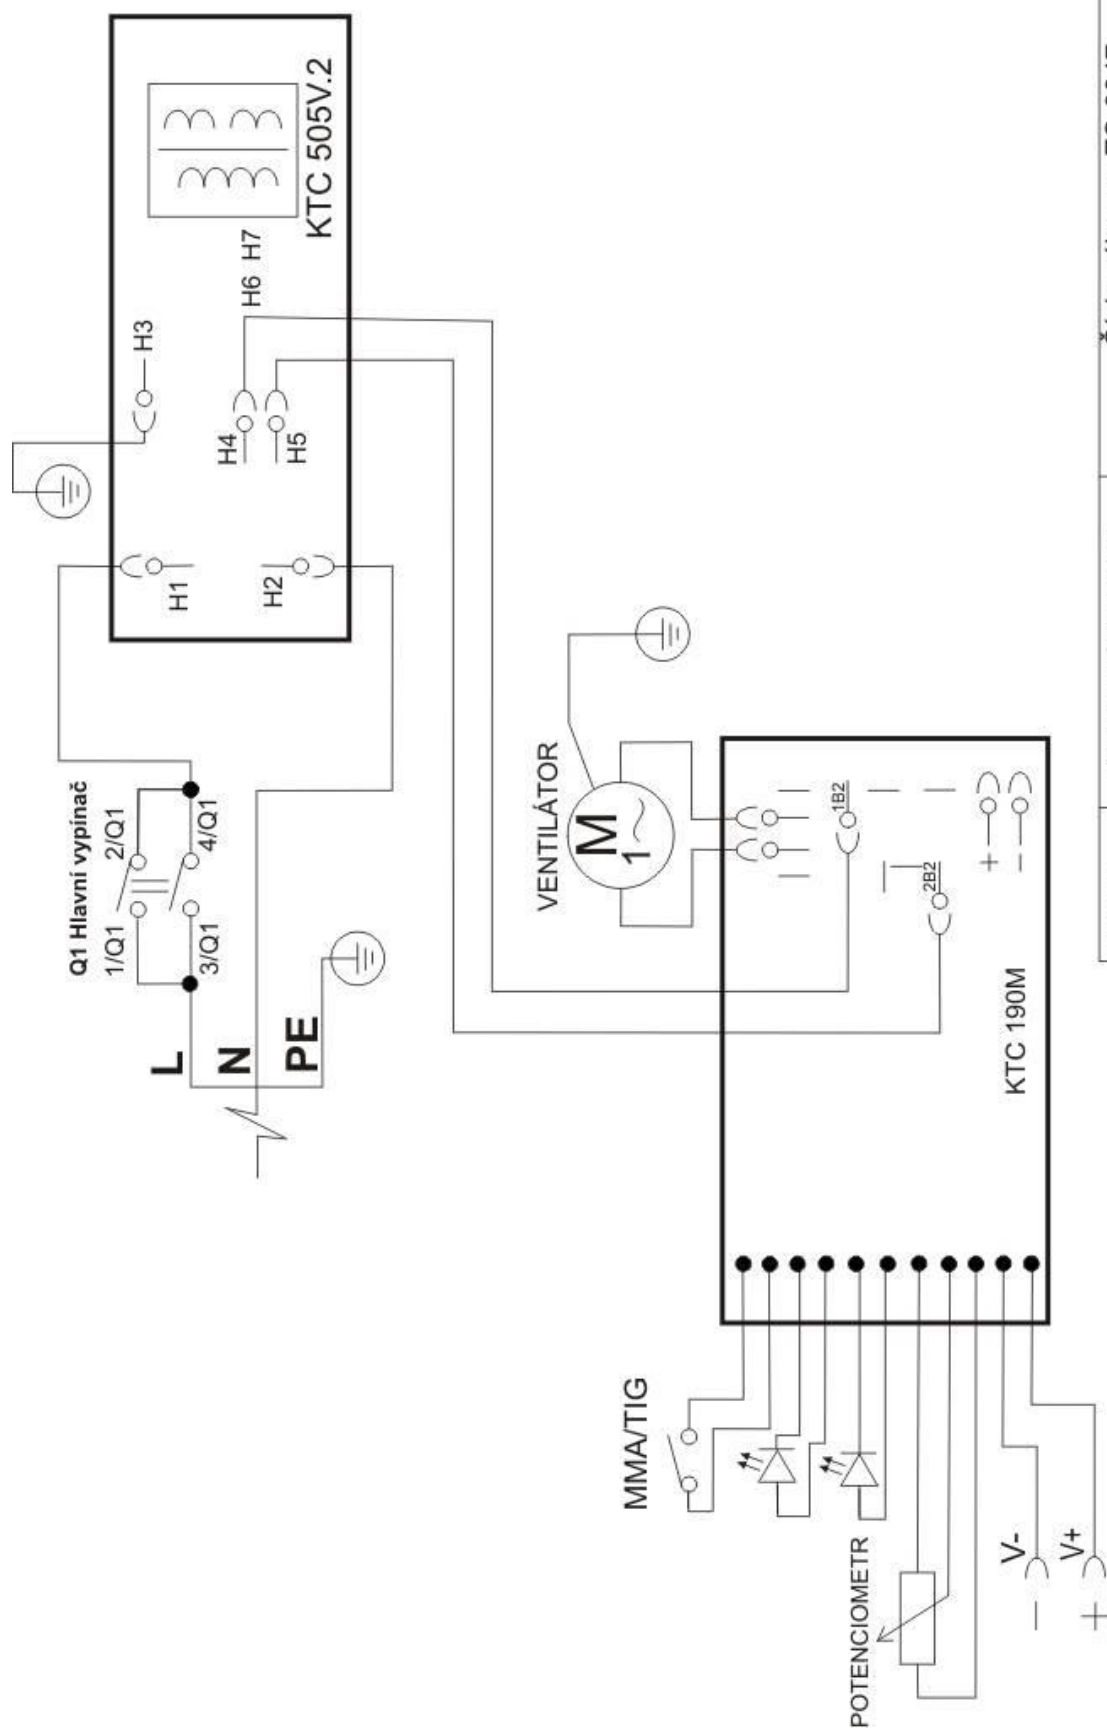 Q1 Hlavní vypínač
1/Q1
2/Q1
3/Q1
4/Q1
L
N
PE
H1
H2
H3
H4
H5
H6 H7
KTC 505V.2
VENTILÁTOR
M
1~
1B2
2B2
+
-
KTC 190M
MMA/TIG
POTENCIOMETR
V-
-
V+
+